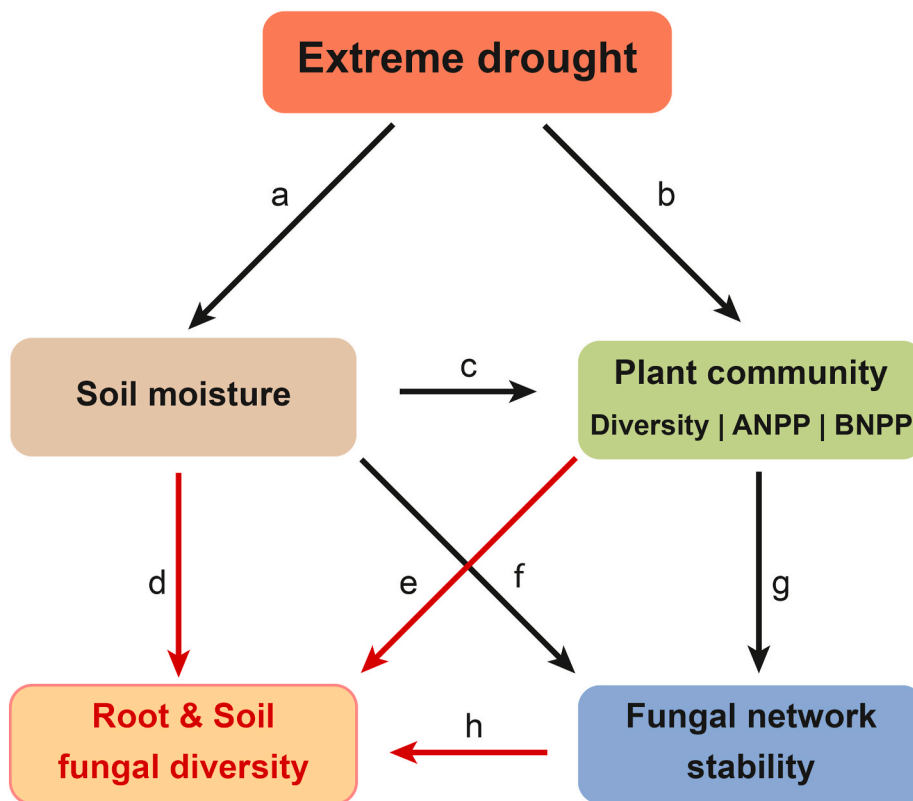 Extreme drought
a
b
Soil moisture
c
Plant community
Diversity | ANPP | BNPP
d
e
f
g
Root & Soil
fungal diversity
h
Fungal network
stability